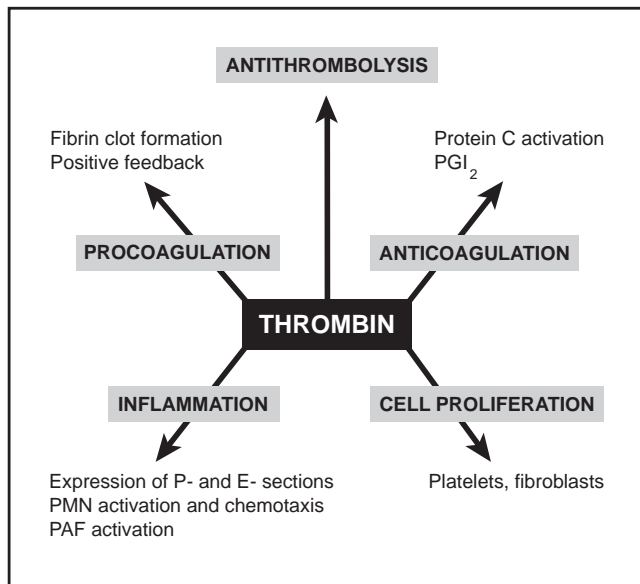 ANTITHROMBOLYSIS
Fibrin clot formation
Positive feedback
Protein C activation
PGI2
PROCOAGULATION
ANTICOAGULATION
THROMBIN
INFLAMMATION
CELL PROLIFERATION
Expression of P- and E- sections
PMN activation and chemotaxis
PAF activation
Platelets, fibroblasts